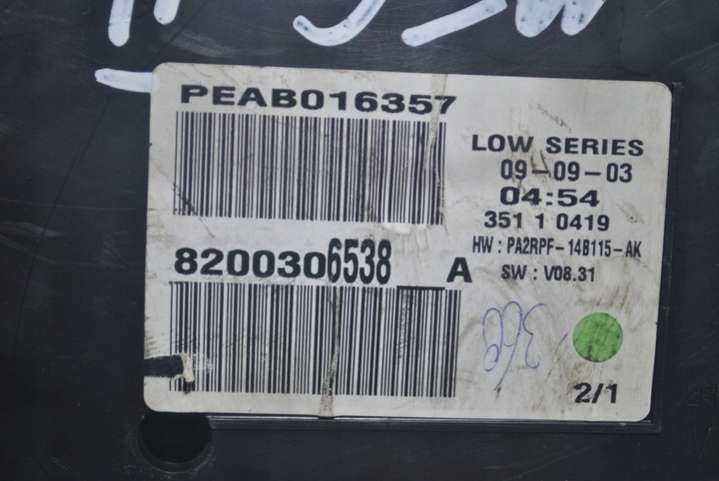 PEAB016357
LOW SERIES
09-09-03
04:54
351 1 0419
HW : PA2RPF-14B115-AK
SW : V08.31
8200306538__A
2/1